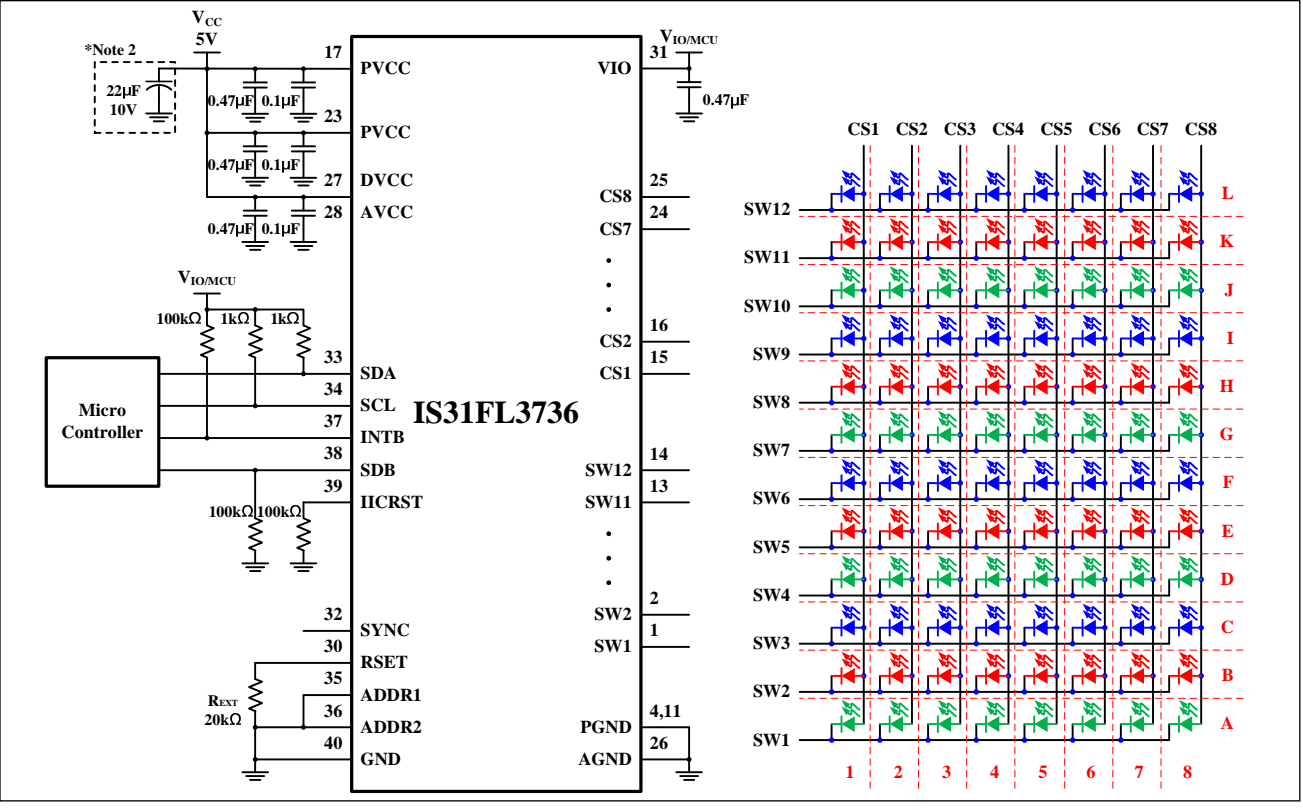 VCC
5V
*Note 2
22μF
10V
0.47μF 0.1μF
0.47μF 0.1μF
0.47μF 0.1μF
17 PVCC
23 PVCC
27 DVCC
28 AVCC
VIO/MCU
100kΩ 1kΩ 1kΩ
Micro
Controller
33 SDA
34 SCL
37 INTB
38 SDB
39 IICRST
100kΩ 100kΩ
32 SYNC
30 RSET
35 ADDR1
36 ADDR2
40 GND
REXT
20kΩ
IS31FL3736
VIO/MCU
VIO 31
0.47μF
CS8 25
CS7 24
CS2 16
CS1 15
SW12 14
SW11 13
SW2 2
SW1 1
PGND 4,11
AGND 26
CS1 CS2 CS3 CS4 CS5 CS6 CS7 CS8
SW12 L
SW11 K
SW10 J
SW9 I
SW8 H
SW7 G
SW6 F
SW5 E
SW4 D
SW3 C
SW2 B
SW1 A
1 2 3 4 5 6 7 8